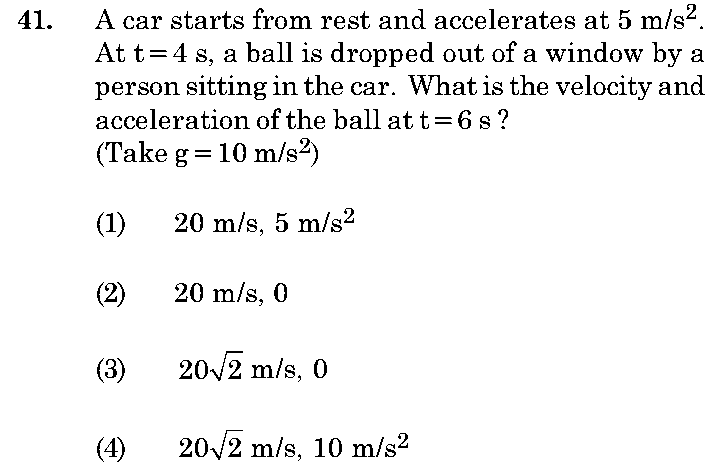 41. A car starts from rest and accelerates at 5 m/s².
At t=4 s, a ball is dropped out of a window by a
person sitting in the car. What is the velocity and
acceleration of the ball at t=6 s ?
(Take g=10 m/s²)
(1) 20 m/s, 5 m/s²
(2) 20 m/s, 0
(3) 20√2 m/s, 0
(4) 20√2 m/s, 10 m/s²